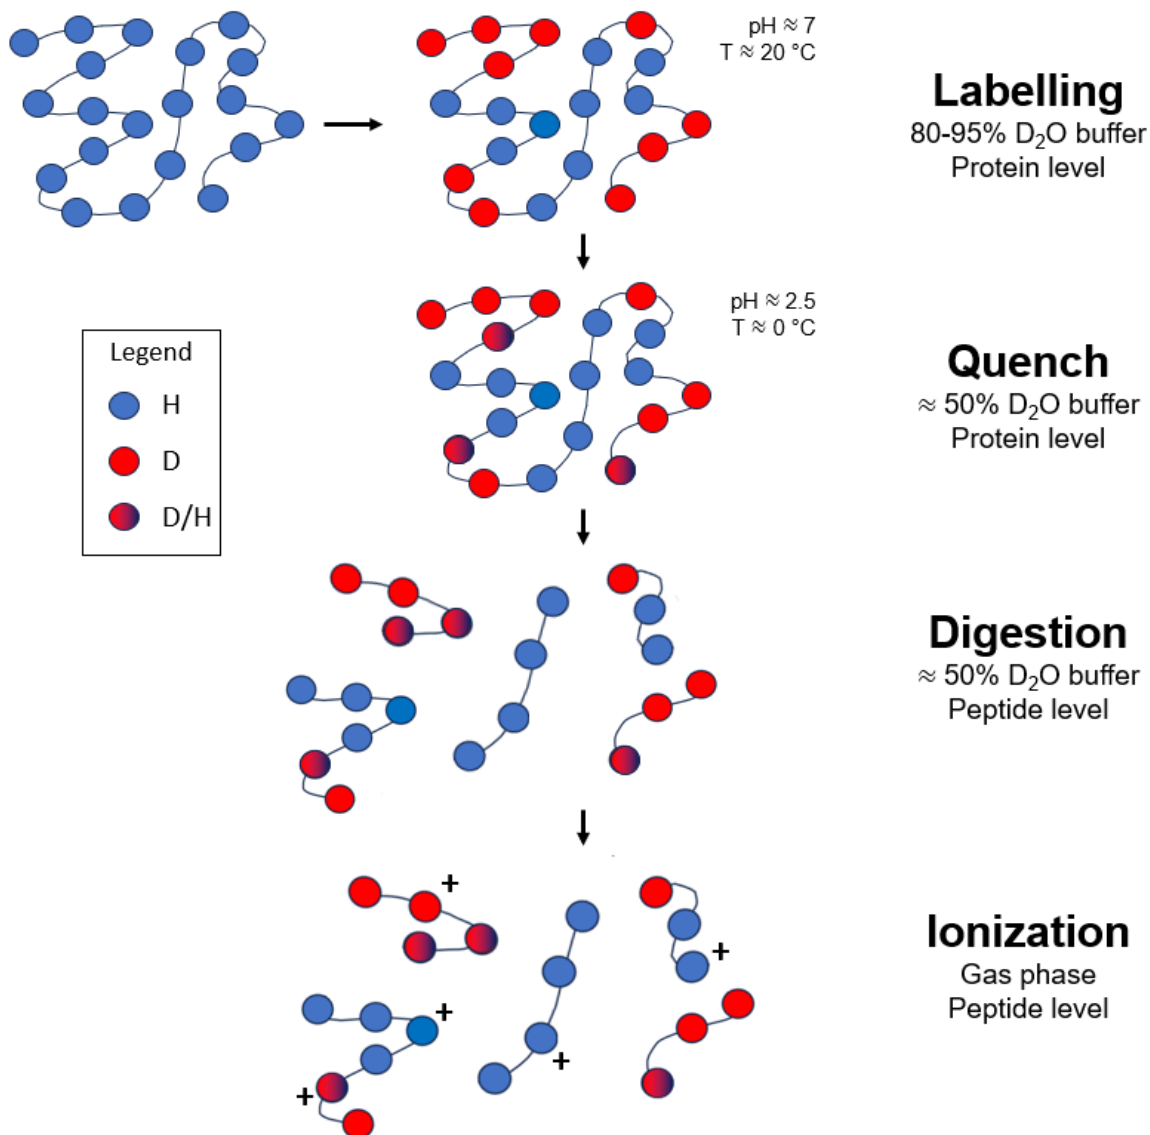 pH ≈ 7
T ≈ 20 °C
Labelling
80-95% D₂O buffer
Protein level
pH ≈ 2.5
T ≈ 0 °C
Quench
≈ 50% D₂O buffer
Protein level
Legend
H
D
D/H
Digestion
≈ 50% D₂O buffer
Peptide level
+
+
+
+
+
Ionization
Gas phase
Peptide level